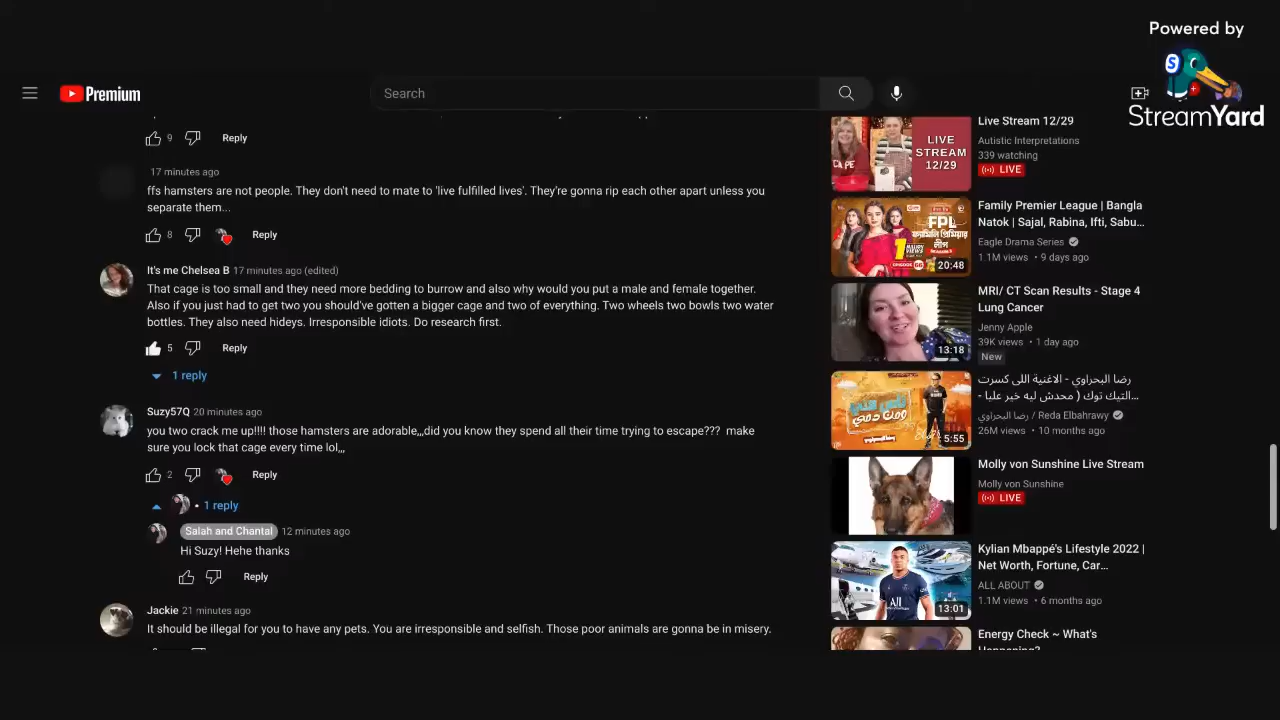 Powered by
StreamYard
Premium
Search
9
Reply
17 minutes ago
ffs hamsters are not people. They don't need to mate to 'live fulfilled lives'. They're gonna rip each other apart unless you
separate them...
8
Reply
It's me Chelsea B 17 minutes ago (edited)
That cage is too small and they need more bedding to burrow and also why would you put a male and female together.
Also if you just had to get two you should've gotten a bigger cage and two of everything. Two wheels two bowls two water
bottles. They also need hideys. Irresponsible idiots. Do research first.
5
Reply
1 reply
Suzy57Q 20 minutes ago
you two crack me up!!!! those hamsters are adorable,,,did you know they spend all their time trying to escape??? make
sure you lock that cage every time lol,,,
2
Reply
• 1 reply
Salah and Chantal 12 minutes ago
Hi Suzy! Hehe thanks
Reply
Jackie 21 minutes ago
It should be illegal for you to have any pets. You are irresponsible and selfish. Those poor animals are gonna be in misery.
LIVE
STREAM
12/29
Live Stream 12/29
Autistic Interpretations
339 watching
LIVE
FPL
20:48
Family Premier League | Bangla
Natok | Sajal, Rabina, Ifti, Sabu...
Eagle Drama Series
1.1M views • 9 days ago
13:18
MRI/ CT Scan Results - Stage 4
Lung Cancer
Jenny Apple
39K views • 1 day ago
New
5:55
رضا البحراوي - الاغنية اللى كسرت
التيك توك ( محدش ليه خير عليا - ...
رضا البحراوي / Reda Elbahrawy
26M views • 10 months ago
Molly von Sunshine Live Stream
Molly von Sunshine
LIVE
13:01
Kylian Mbappé's Lifestyle 2022 |
Net Worth, Fortune, Car...
ALL ABOUT
1.1M views • 6 months ago
Energy Check ~ What's